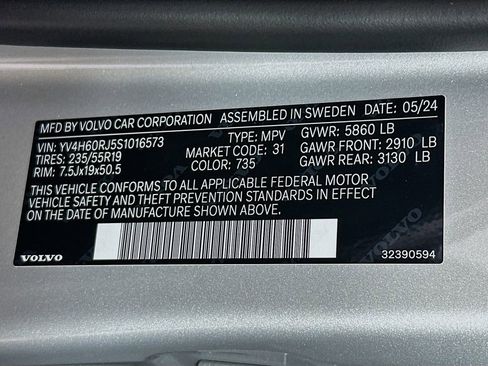 MFD BY VOLVO CAR CORPORATION ASSEMBLED IN SWEDEN DATE: 05/24
VIN: YV4H60RJ5S1016573 TYPE: MPV GVWR: 5860 LB
TIRES: 235/55R19 MARKET CODE: 31 GAWR FRONT: 2910 LB
RIM: 7.5Jx19x50.5 COLOR: 735 GAWR REAR: 3130 LB
THIS VEHICLE CONFORMS TO ALL APPLICABLE FEDERAL MOTOR
VEHICLE SAFETY AND THEFT PREVENTION STANDARDS IN EFFECT ON THE
DATE OF MANUFACTURE SHOWN ABOVE.
VOLVO 32390594